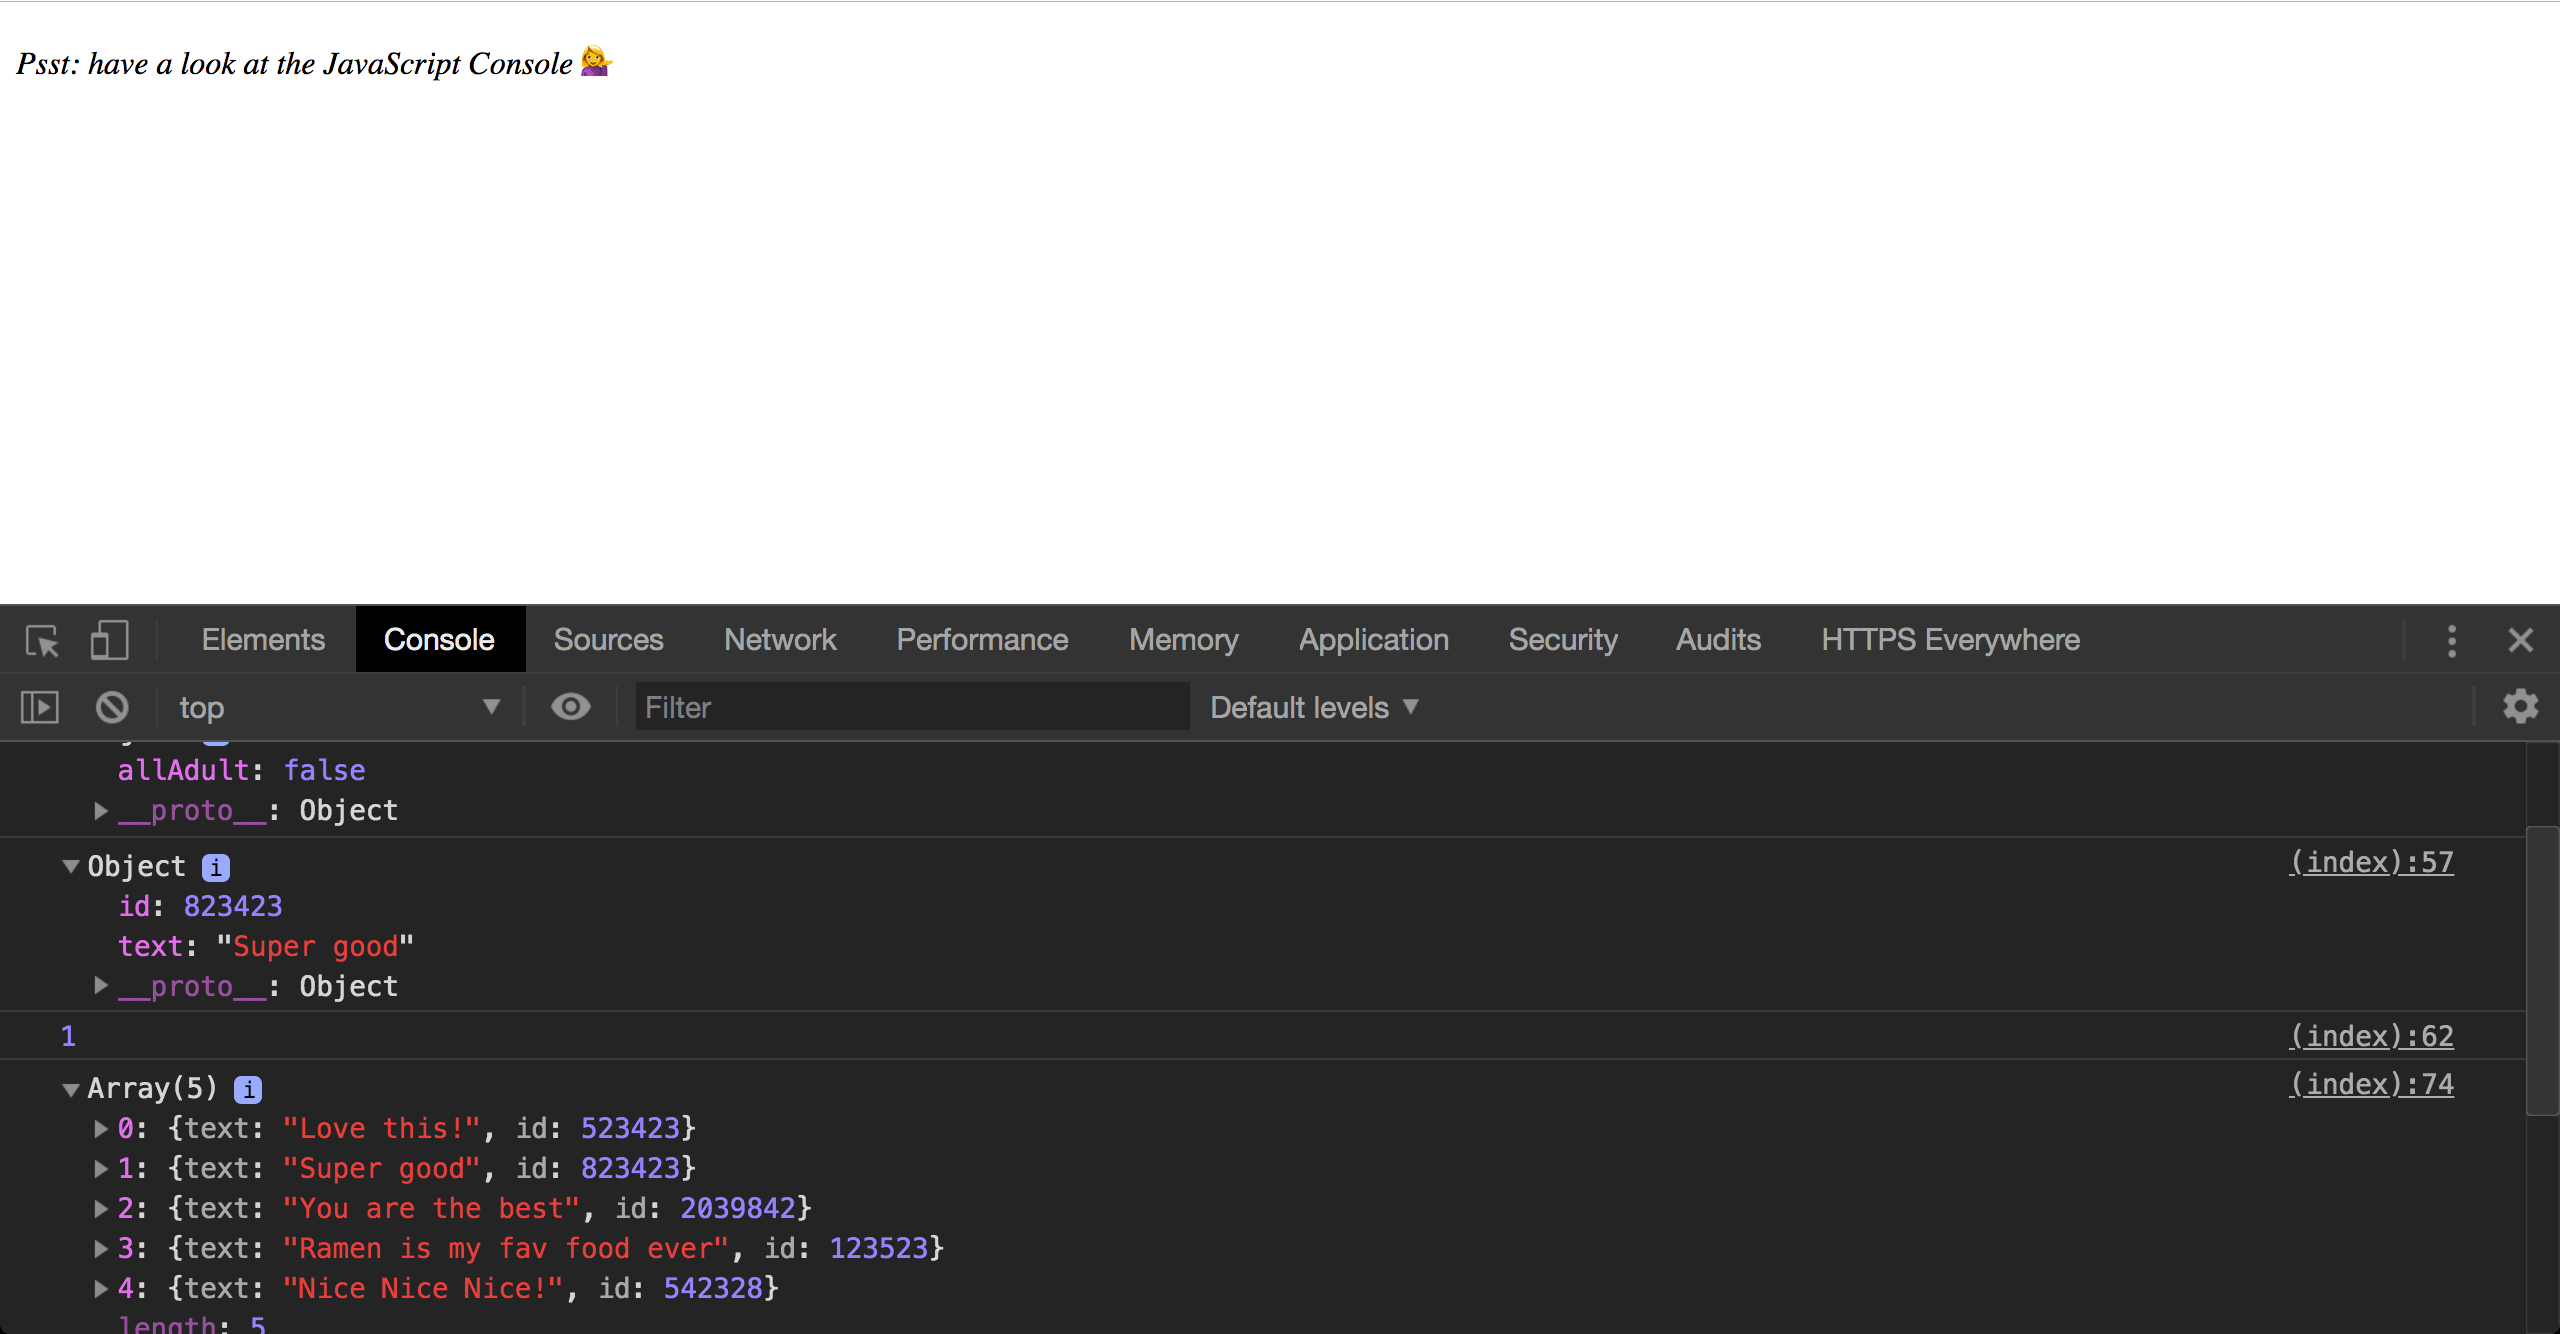 Psst: have a look at the JavaScript Console 💁
Elements Console Sources Network Performance Memory Application Security Audits HTTPS Everywhere
top ▼ Filter Default levels ▼
allAdult: false
▶ __proto__: Object
▼ Object i (index):57
id: 823423
text: "Super good"
▶ __proto__: Object
1 (index):62
▼ Array(5) i (index):74
▶ 0: {text: "Love this!", id: 523423}
▶ 1: {text: "Super good", id: 823423}
▶ 2: {text: "You are the best", id: 2039842}
▶ 3: {text: "Ramen is my fav food ever", id: 123523}
▶ 4: {text: "Nice Nice Nice!", id: 542328}
length: 5